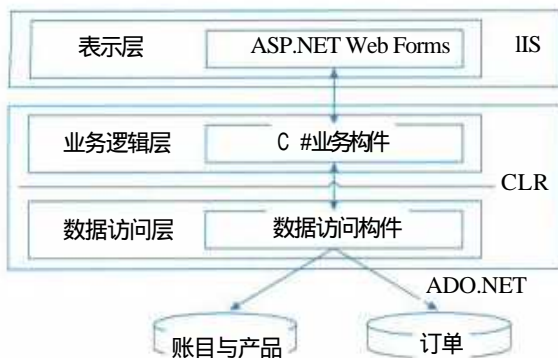 表示层
ASP.NET Web Forms
IIS
业务逻辑层
C #业务构件
CLR
数据访问层
数据访问构件
ADO.NET
账目与产品
订单